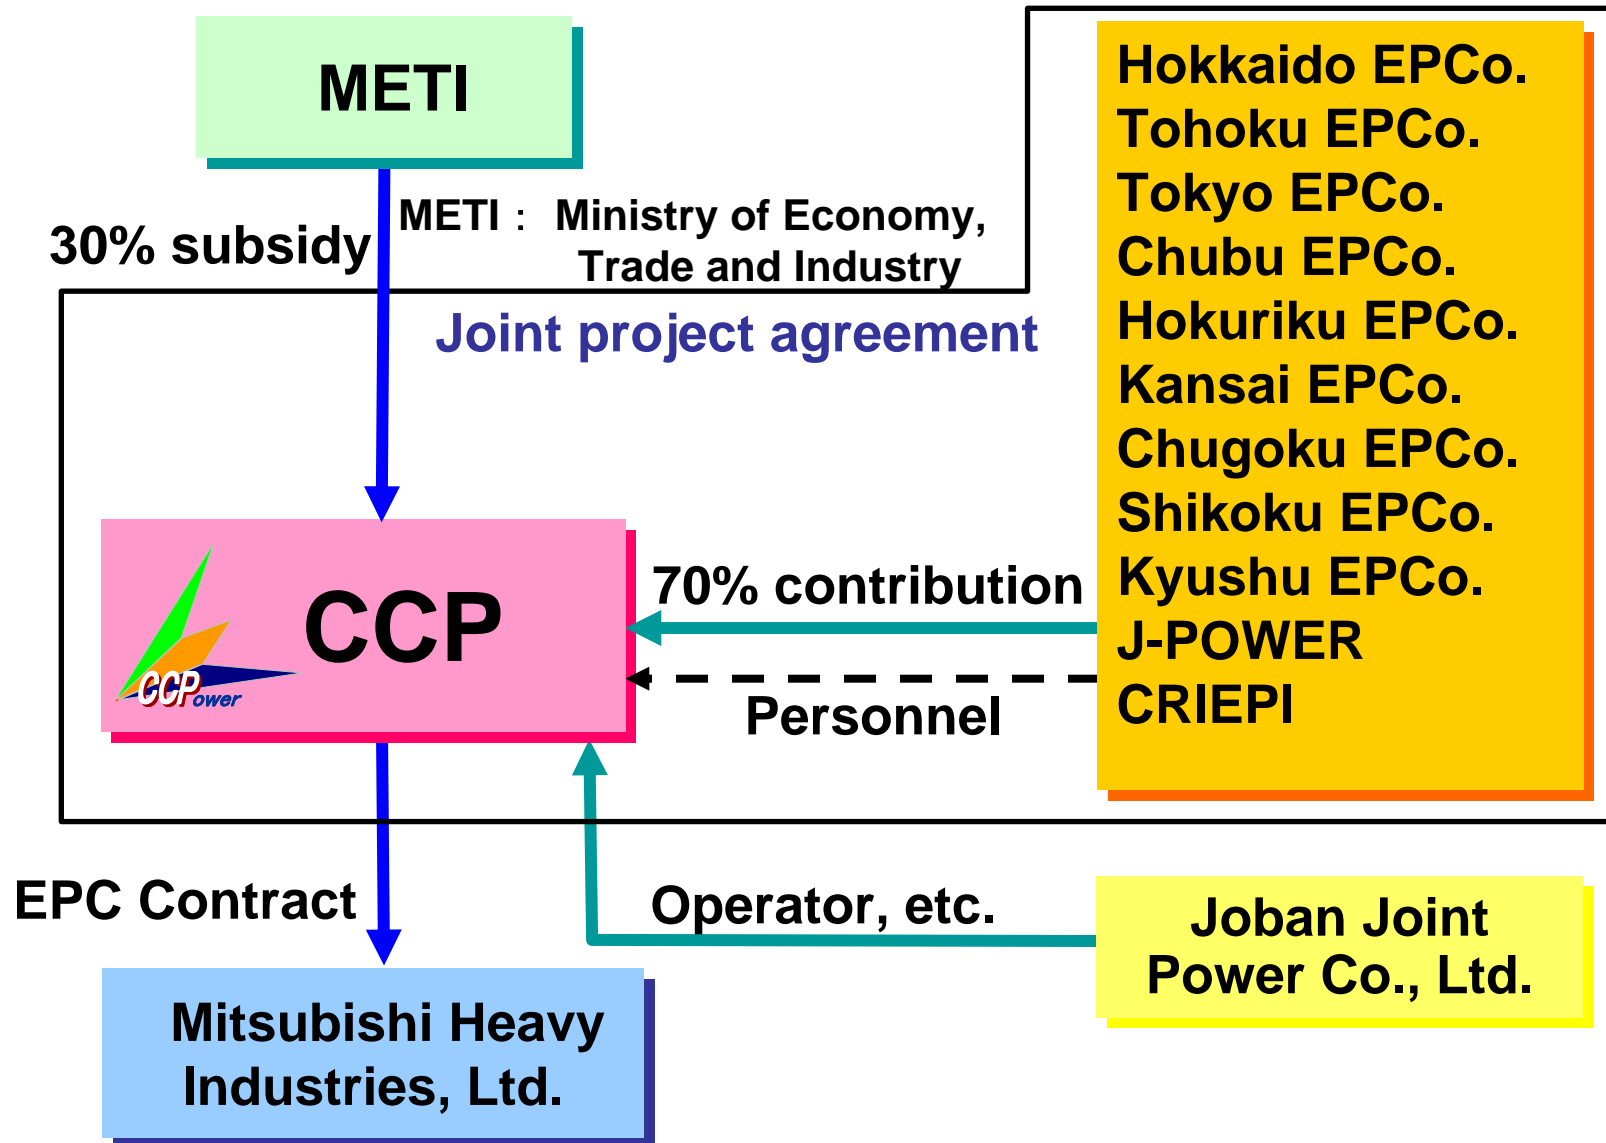 METI
30% subsidy
METI : Ministry of Economy,
Trade and Industry
Joint project agreement
Hokkaido EPCo.
Tohoku EPCo.
Tokyo EPCo.
Chubu EPCo.
Hokuriku EPCo.
Kansai EPCo.
Chugoku EPCo.
Shikoku EPCo.
Kyushu EPCo.
J-POWER
CRIEPI
CCP
CCPower
70% contribution
Personnel
EPC Contract
Operator, etc.
Joban Joint
Power Co., Ltd.
Mitsubishi Heavy
Industries, Ltd.